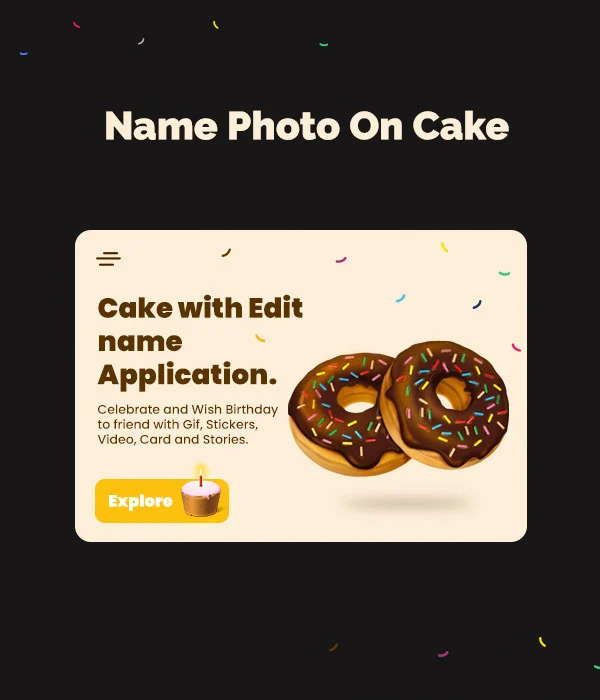 Name Photo On Cake
Cake with Edit
name
Application.
Celebrate and Wish Birthday
to friend with Gif, Stickers,
Video, Card and Stories.
Explore